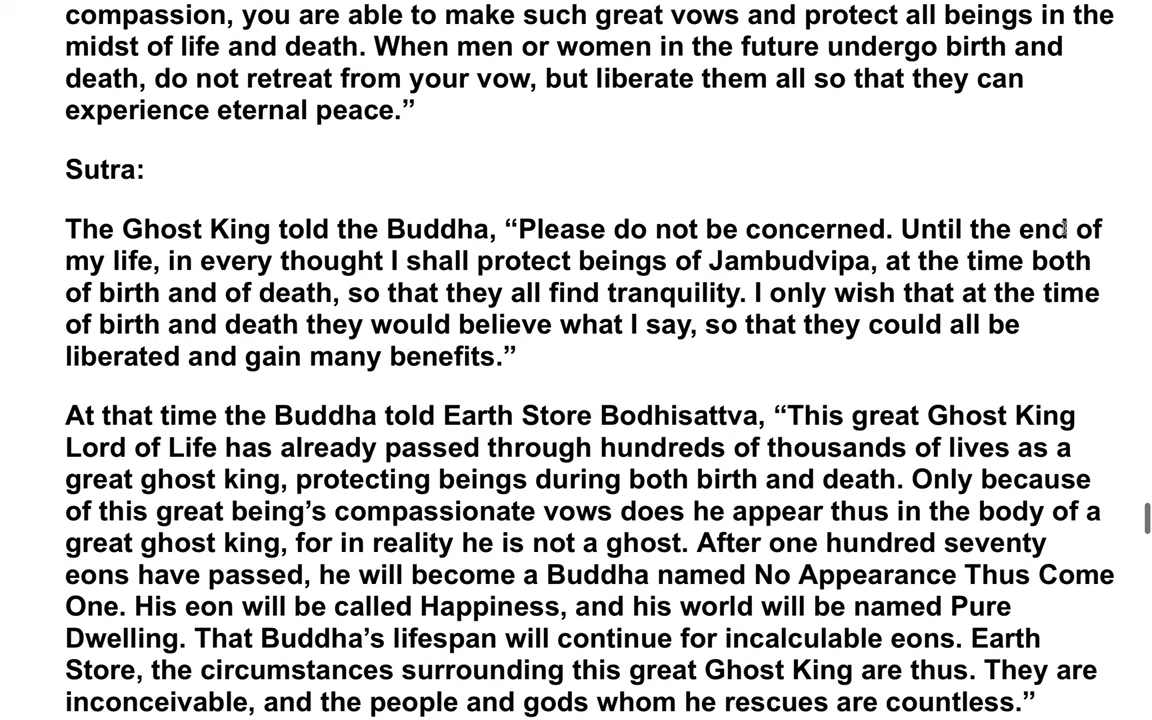 compassion, you are able to make such great vows and protect all beings in the
midst of life and death. When men or women in the future undergo birth and
death, do not retreat from your vow, but liberate them all so that they can
experience eternal peace.”
Sutra:
The Ghost King told the Buddha, “Please do not be concerned. Until the end of
my life, in every thought I shall protect beings of Jambudvipa, at the time both
of birth and of death, so that they all find tranquility. I only wish that at the time
of birth and death they would believe what I say, so that they could all be
liberated and gain many benefits.”
At that time the Buddha told Earth Store Bodhisattva, “This great Ghost King
Lord of Life has already passed through hundreds of thousands of lives as a
great ghost king, protecting beings during both birth and death. Only because
of this great being’s compassionate vows does he appear thus in the body of a
great ghost king, for in reality he is not a ghost. After one hundred seventy
eons have passed, he will become a Buddha named No Appearance Thus Come
One. His eon will be called Happiness, and his world will be named Pure
Dwelling. That Buddha’s lifespan will continue for incalculable eons. Earth
Store, the circumstances surrounding this great Ghost King are thus. They are
inconceivable, and the people and gods whom he rescues are countless.”